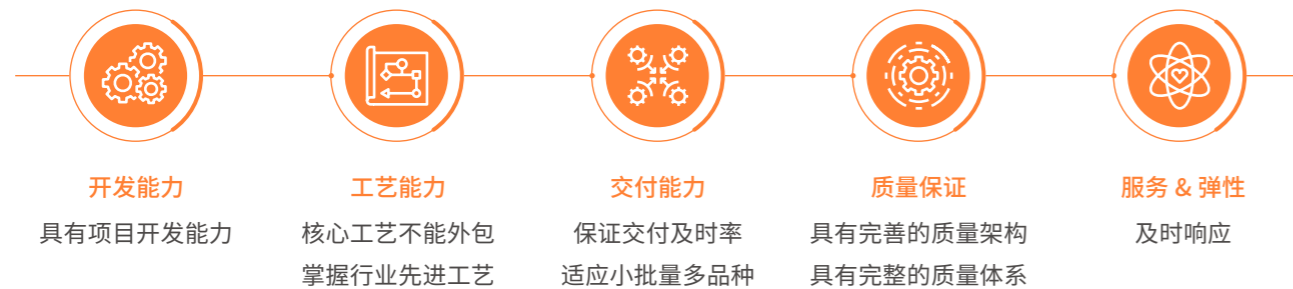 开发能力
具有项目开发能力
工艺能力
核心工艺不能外包
掌握行业先进工艺
交付能力
保证交付及时率
适应小批量多品种
质量保证
具有完善的质量架构
具有完整的质量体系
服务 & 弹性
及时响应